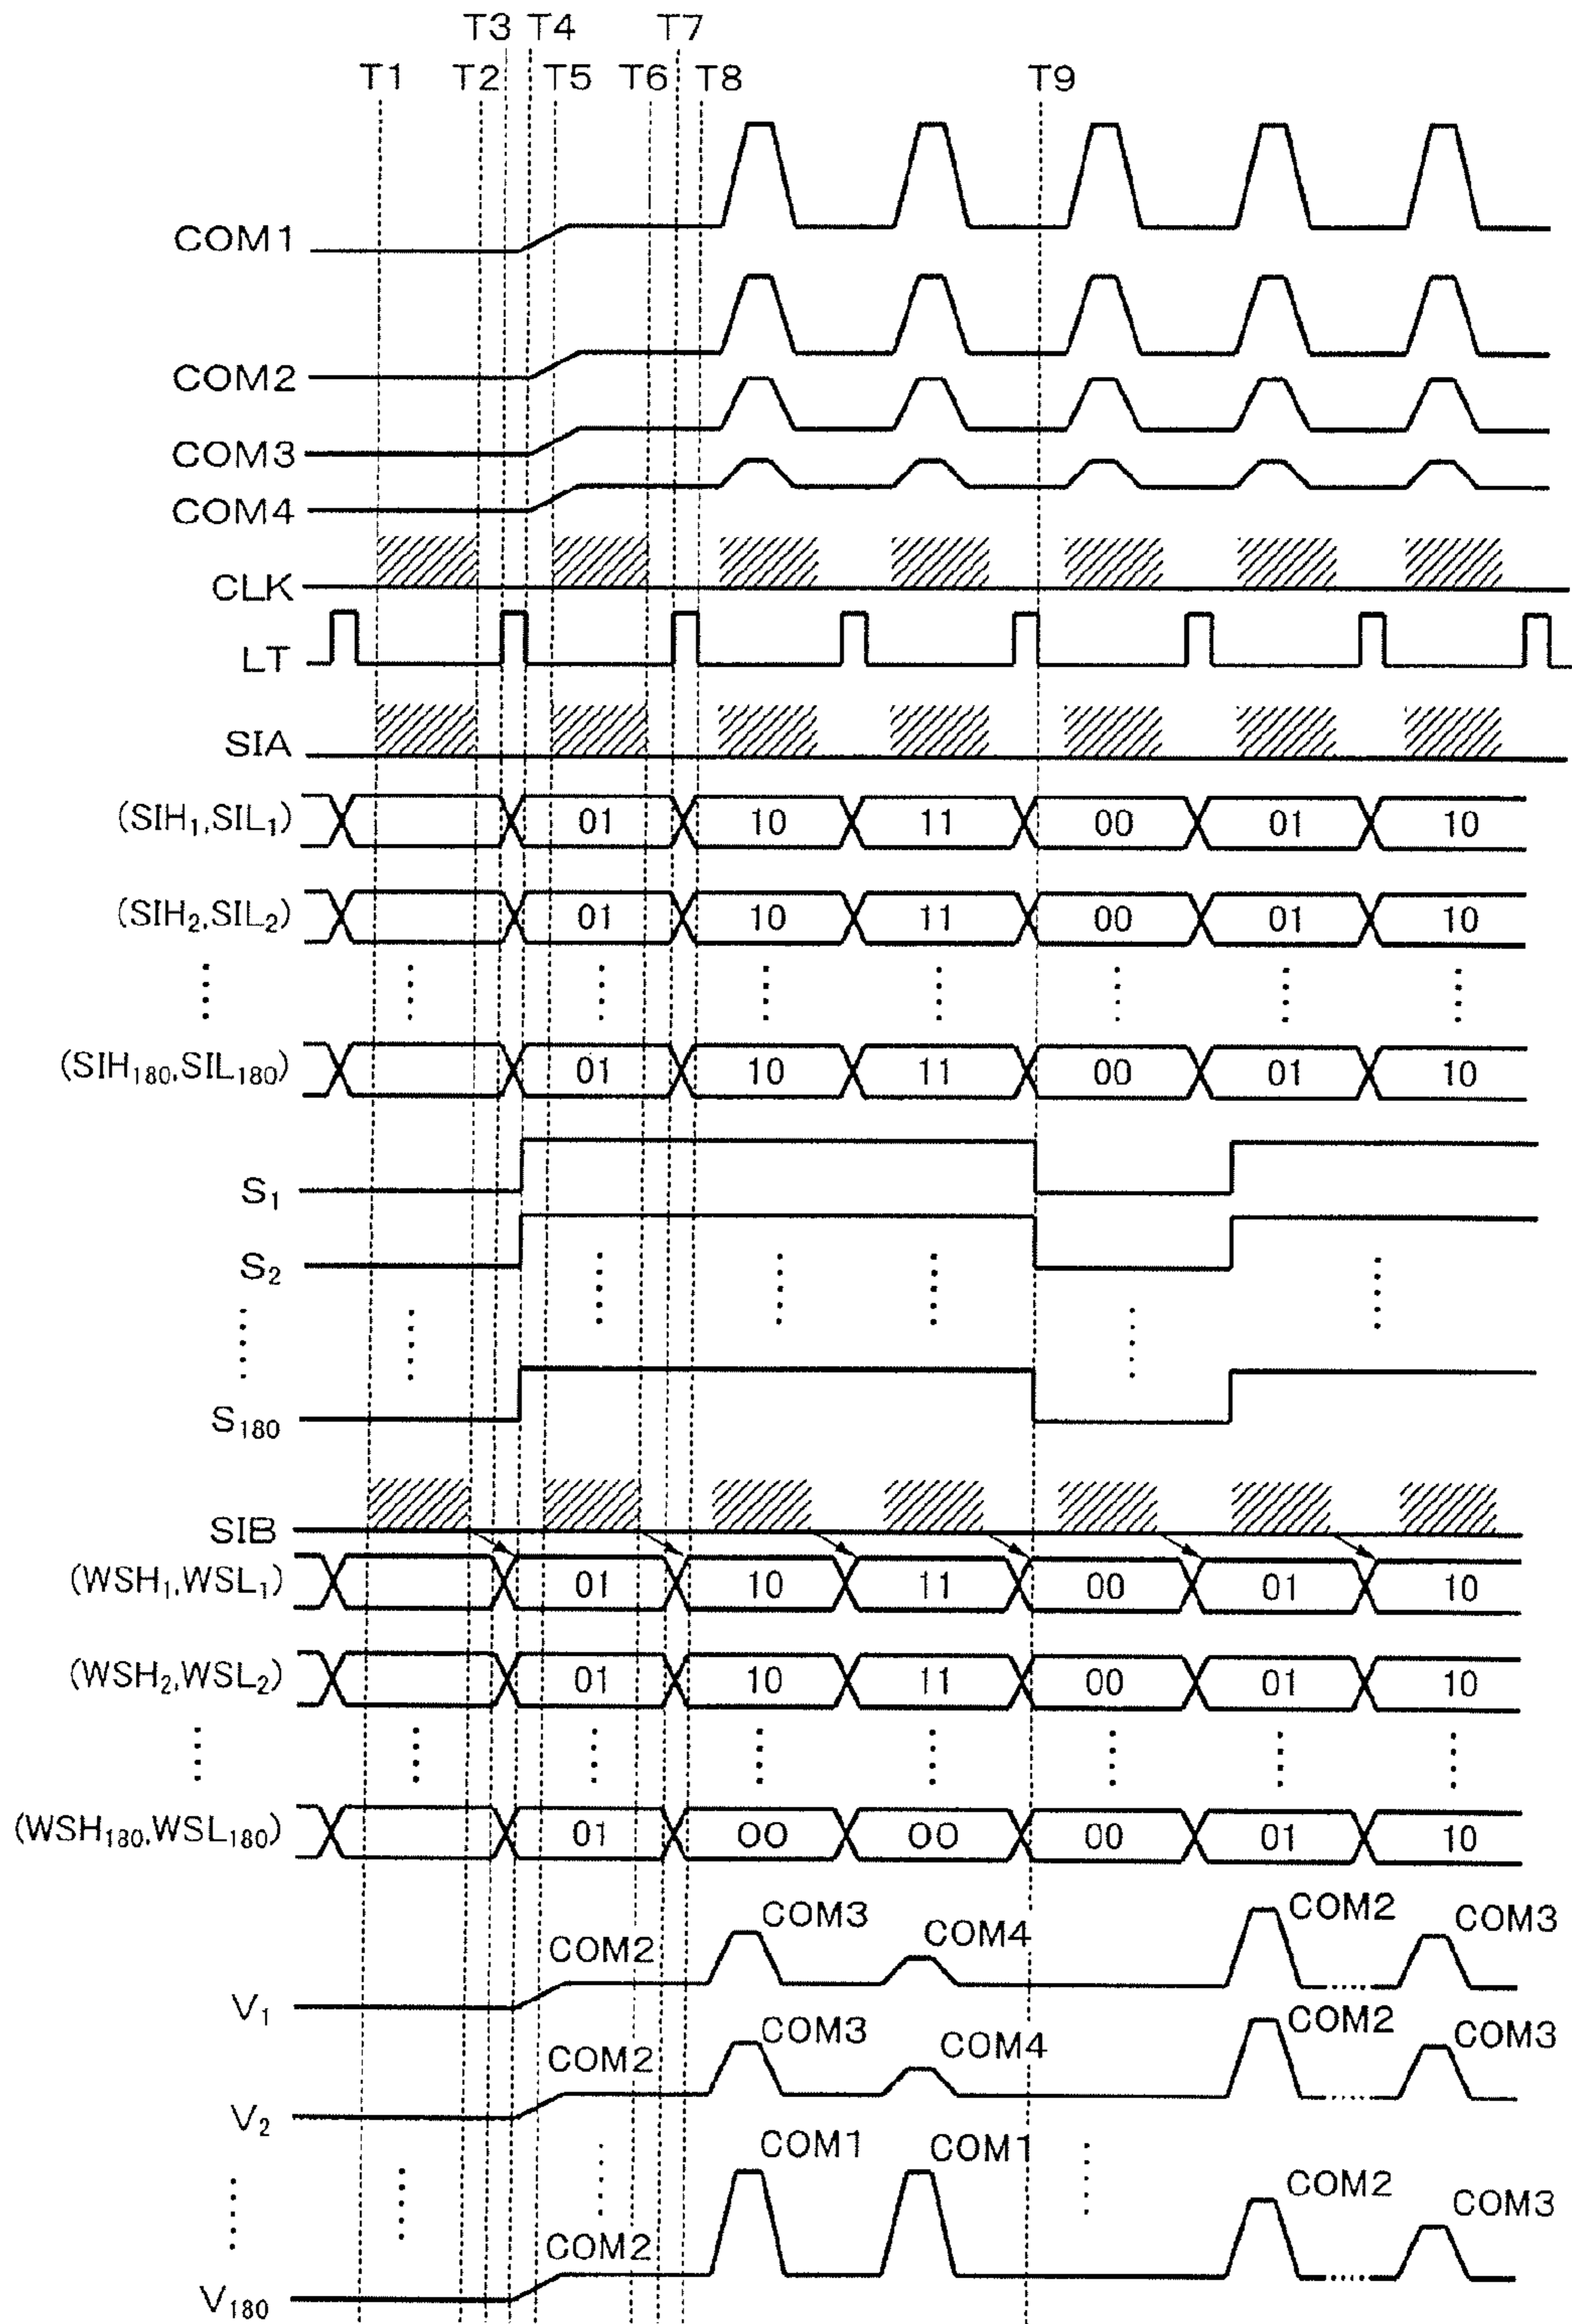 T3 T4 T7
T1 T2 T5 T6 T8 T9
COM1
COM2
COM3
COM4
CLK
LT
SIA
(SIH₁,SIL₁) 01 10 11 00 01 10
(SIH₂,SIL₂) 01 10 11 00 01 10
(SIH₁₈₀,SIL₁₈₀) 01 10 11 00 01 10
S₁
S₂
S₁₈₀
SIB
(WSH₁,WSL₁) 01 10 11 00 01 10
(WSH₂,WSL₂) 01 10 11 00 01 10
(WSH₁₈₀,WSL₁₈₀) 01 00 00 00 01 10
COM2 COM3 COM4 COM2 COM3
V₁
COM2 COM3 COM4 COM2 COM3
V₂
COM2 COM1 COM1 COM2 COM3
V₁₈₀